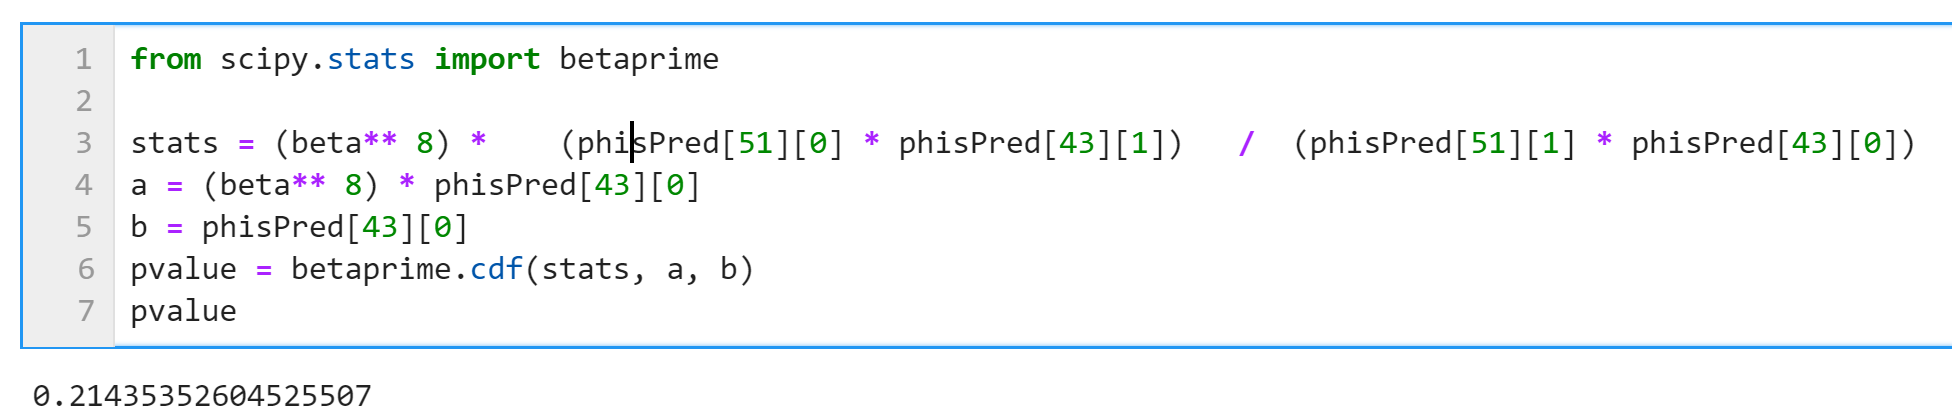 1 from scipy.stats import betaprime
2
3 stats = (beta** 8) *    (phisPred[51][0] * phisPred[43][1])   /  (phisPred[51][1] * phisPred[43][0])
4 a = (beta** 8) * phisPred[43][0]
5 b = phisPred[43][0]
6 pvalue = betaprime.cdf(stats, a, b)
7 pvalue
0.21435352604525507